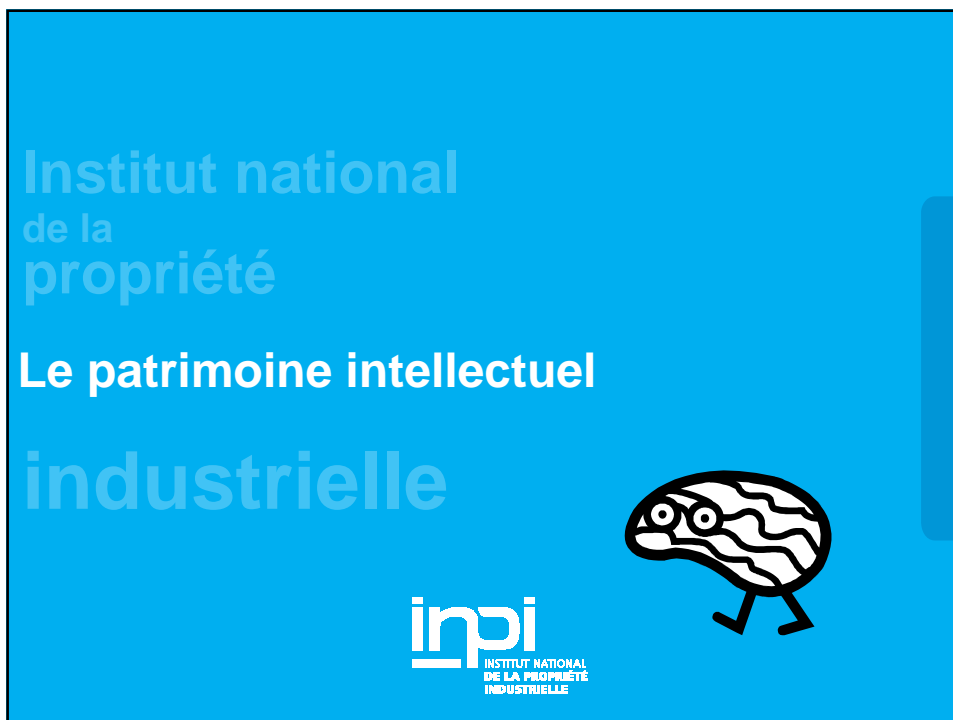 Institut national
de la
propriété
Le patrimoine intellectuel
industrielle
inpi
INSTITUT NATIONAL
DE LA PROPRIÉTÉ
INDUSTRIELLE